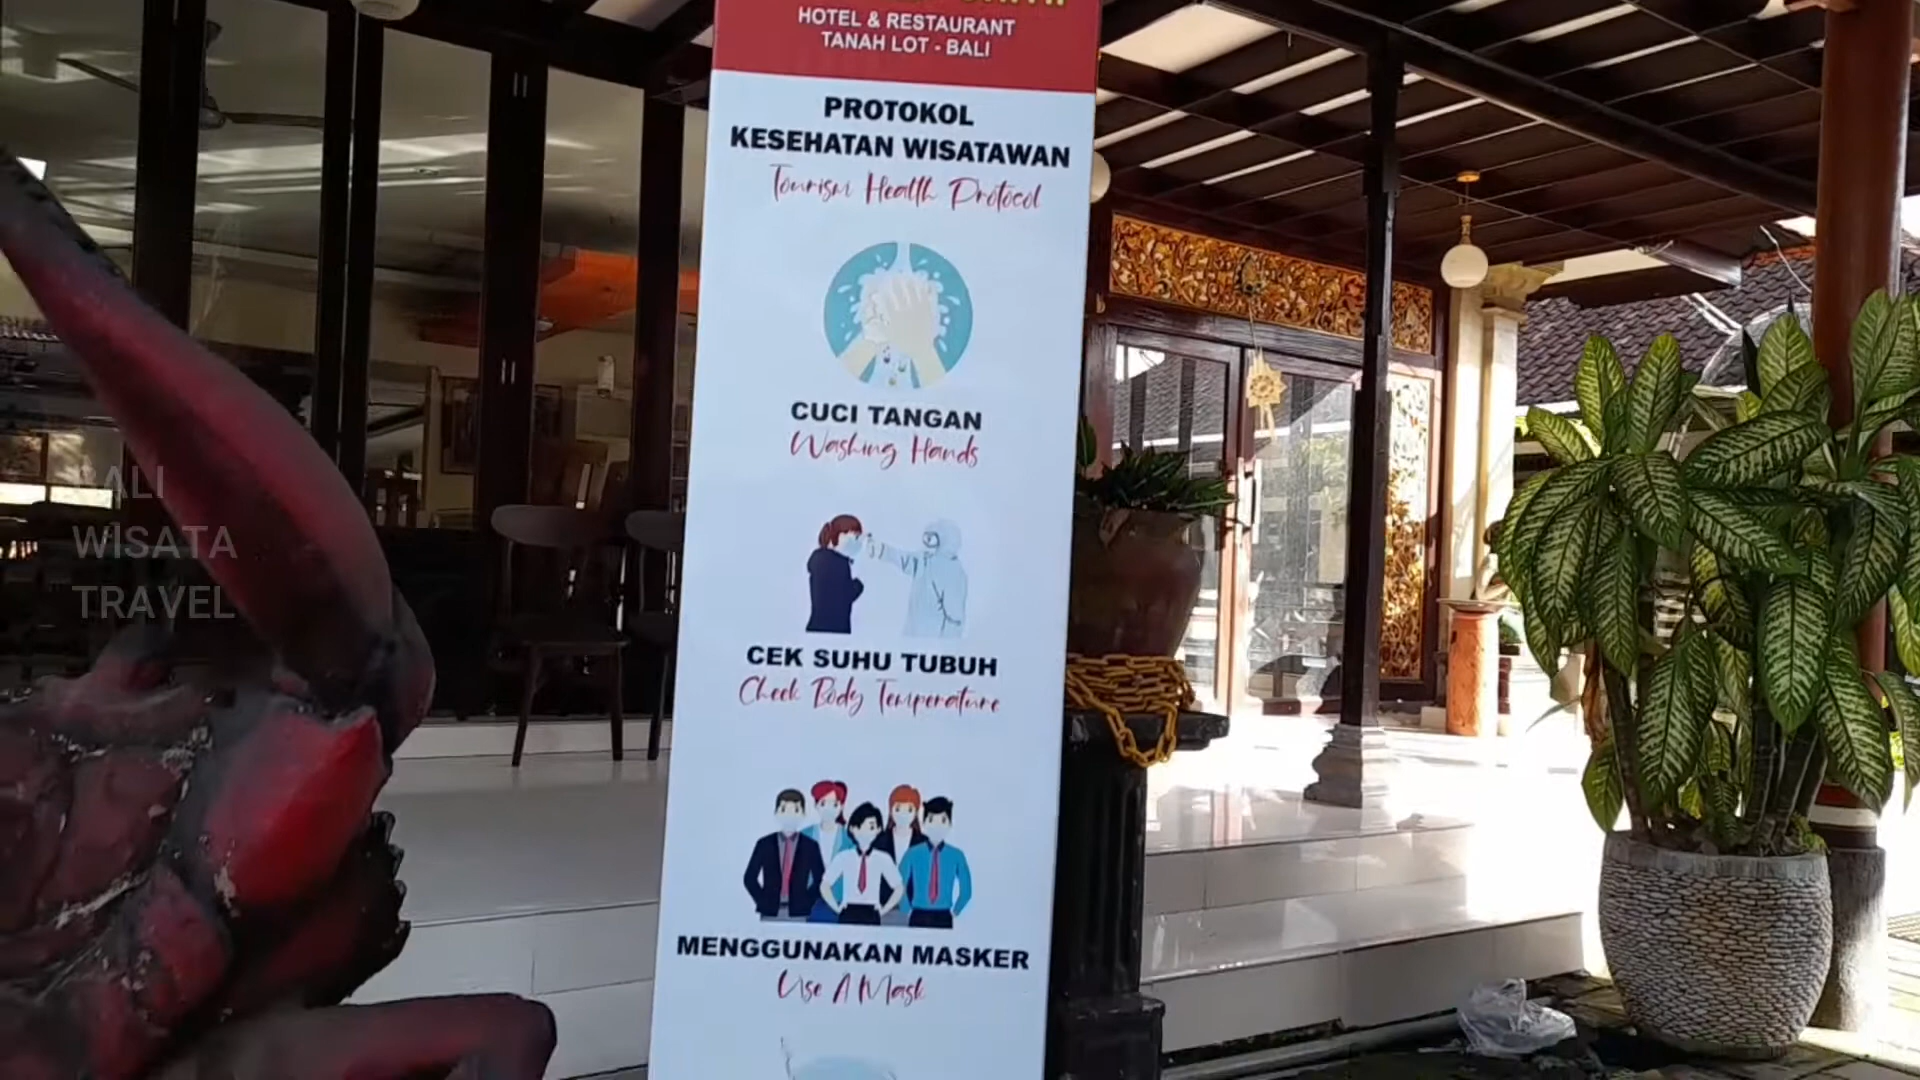 HOTEL & RESTAURANT
TANAH LOT - BALI
PROTOKOL
KESEHATAN WISATAWAN
Tourism Health Protocol
CUCI TANGAN
Washing Hands
CEK SUHU TUBUH
Check Body Temperature
MENGGUNAKAN MASKER
Use A Mask
BALI
WISATA
TRAVEL